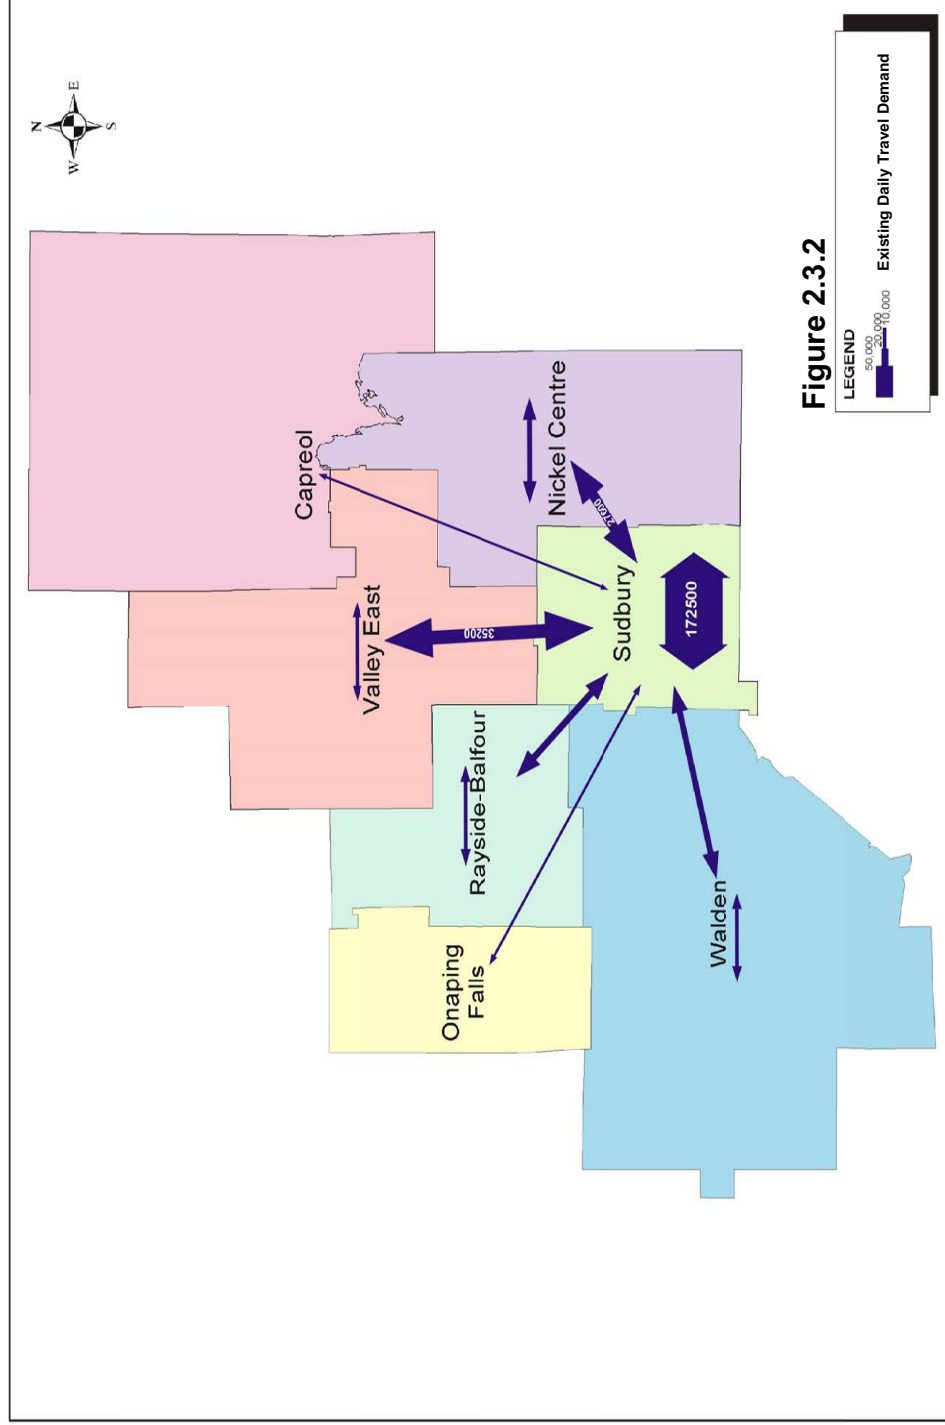 N
W
E
S
Capreol
Valley East
35200
Nickel Centre
27600
Rayside-Balfour
Onaping
Falls
Sudbury
172500
Walden
Figure 2.3.2
LEGEND
50,000
20,000
10,000
Existing Daily Travel Demand